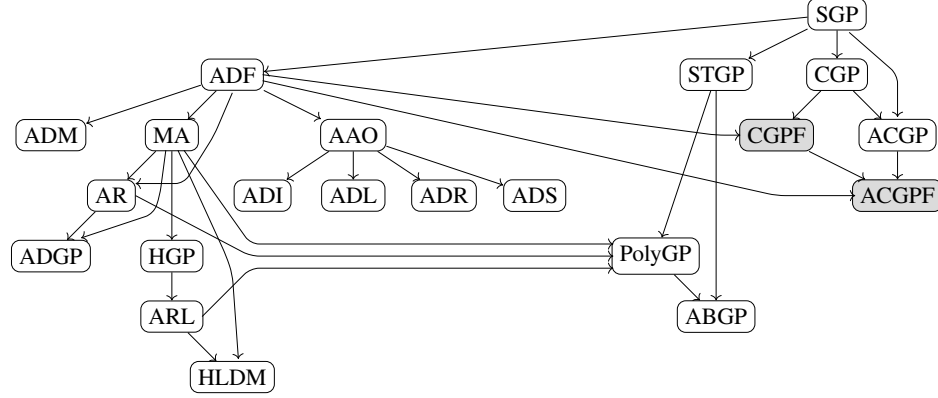 SGP
ADF
STGP
CGP
ADM
MA
AAO
CGPF
ACGP
AR
ADI
ADL
ADR
ADS
ACGPF
ADGP
HGP
PolyGP
ARL
ABGP
HLDM